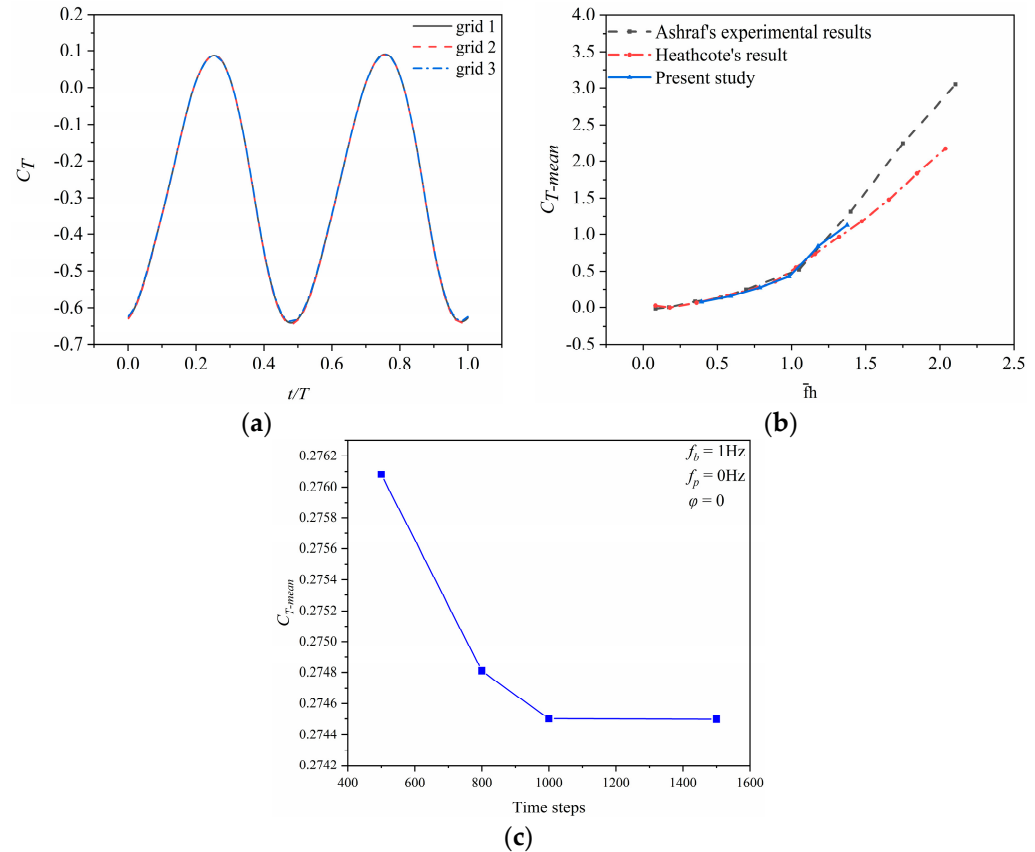 grid 1
grid 2
grid 3
0.2
0.1
0.0
-0.1
-0.2
-0.3
-0.4
-0.5
-0.6
-0.7
C_T
0.0 0.2 0.4 0.6 0.8 1.0
t/T
(a)
Ashraf's experimental results
Heathcote's result
Present study
4.0
3.5
3.0
2.5
2.0
1.5
1.0
0.5
0.0
-0.5
C_{T-mean}
0.0 0.5 1.0 1.5 2.0 2.5
f̄h
(b)
f_b = 1Hz
f_p = 0Hz
φ = 0
0.2762
0.2760
0.2758
0.2756
0.2754
0.2752
0.2750
0.2748
0.2746
0.2744
0.2742
C_{T-mean}
400 600 800 1000 1200 1400 1600
Time steps
(c)